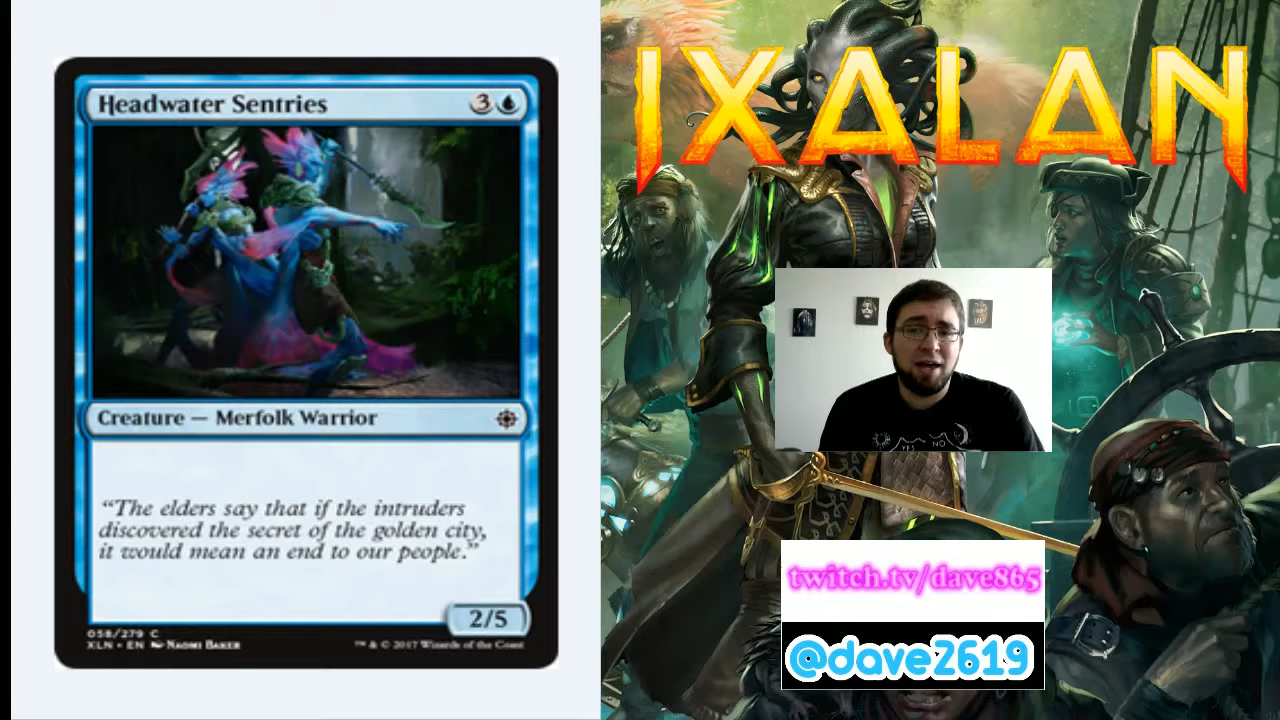 Headwater Sentries 3
Creature — Merfolk Warrior
“The elders say that if the intruders
discovered the secret of the golden city,
it would mean an end to our people.”
2/5
058/279 C
XLN • EN Naomi Baker
™ & © 2017 Wizards of the Coast
IXALAN
YES NO
twitch.tv/dave865
@dave2619